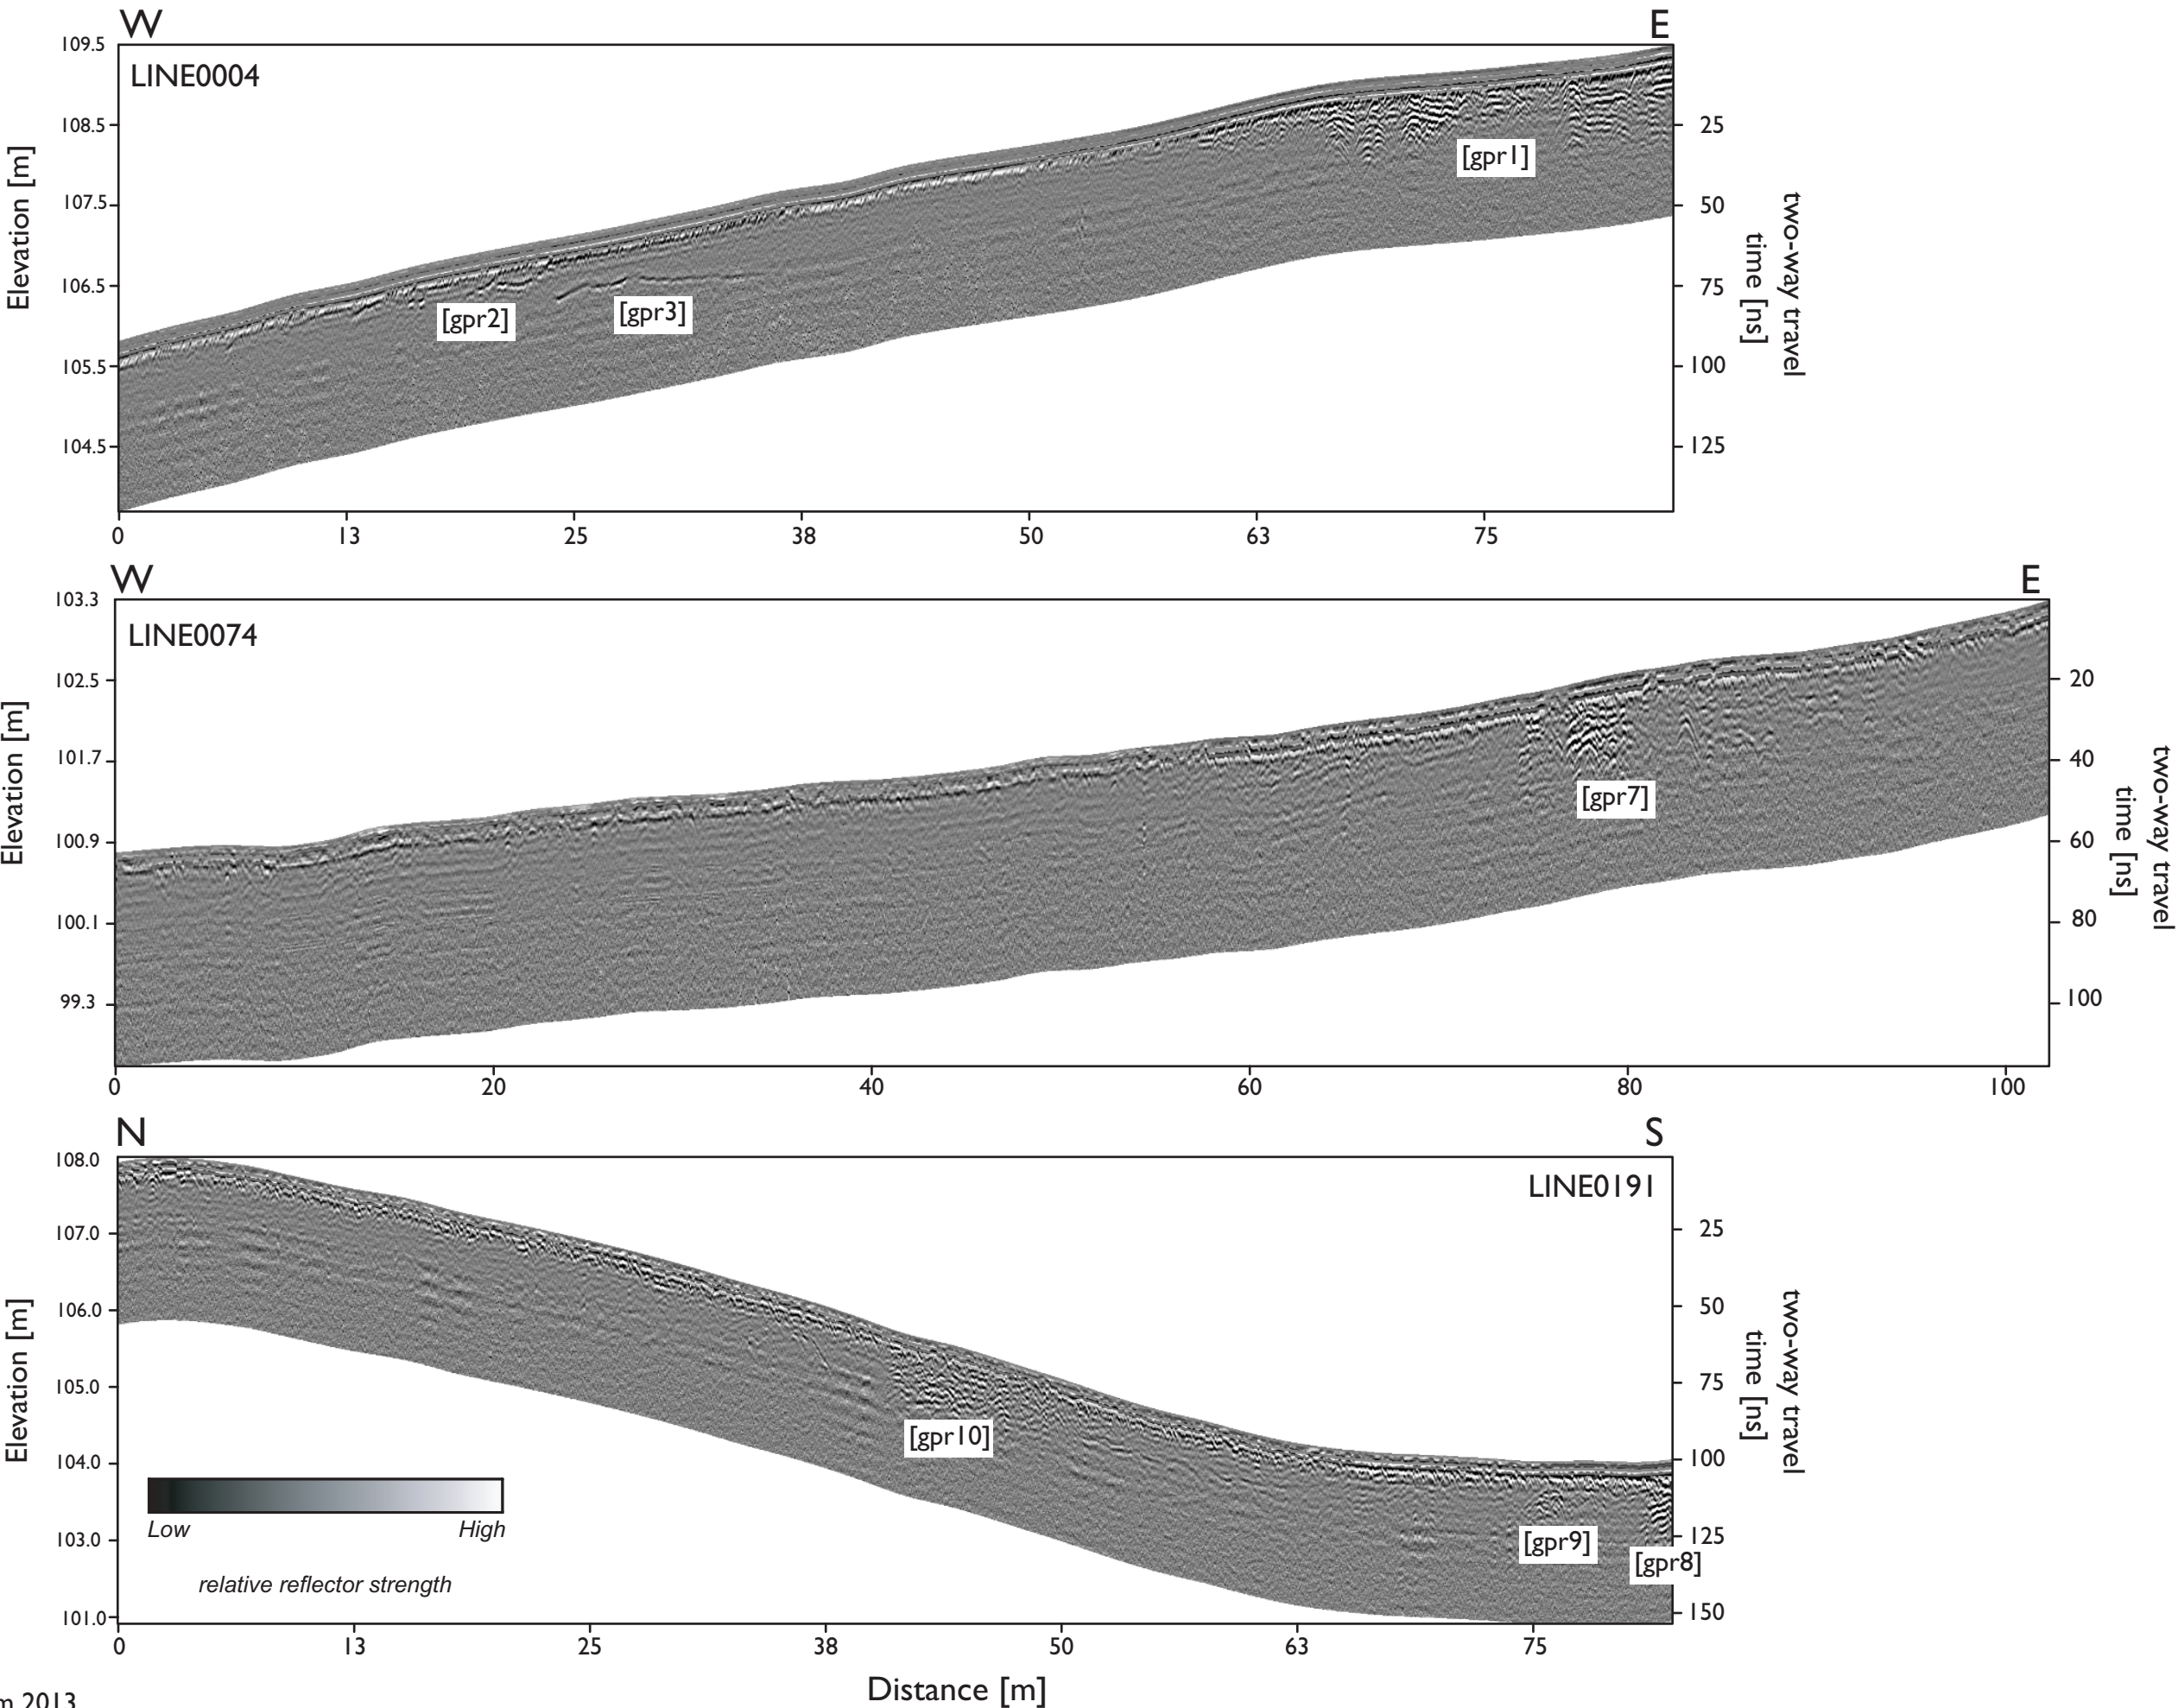 W
E
109.5
LINE0004
108.5
25
[gpr1]
107.5
50
Elevation [m]
two-way travel
time [ns]
106.5
75
[gpr2]
[gpr3]
105.5
100
104.5
125
0
13
25
38
50
63
75
W
E
103.3
LINE0074
102.5
20
101.7
40
[gpr7]
Elevation [m]
two-way travel
time [ns]
100.9
60
100.1
80
99.3
100
0
20
40
60
80
100
N
S
108.0
LINE0191
107.0
25
106.0
50
Elevation [m]
two-way travel
time [ns]
105.0
75
[gpr10]
104.0
100
Low
High
103.0
125
[gpr9]
[gpr8]
relative reflector strength
101.0
150
0
13
25
38
50
63
75
Distance [m]
m 2013